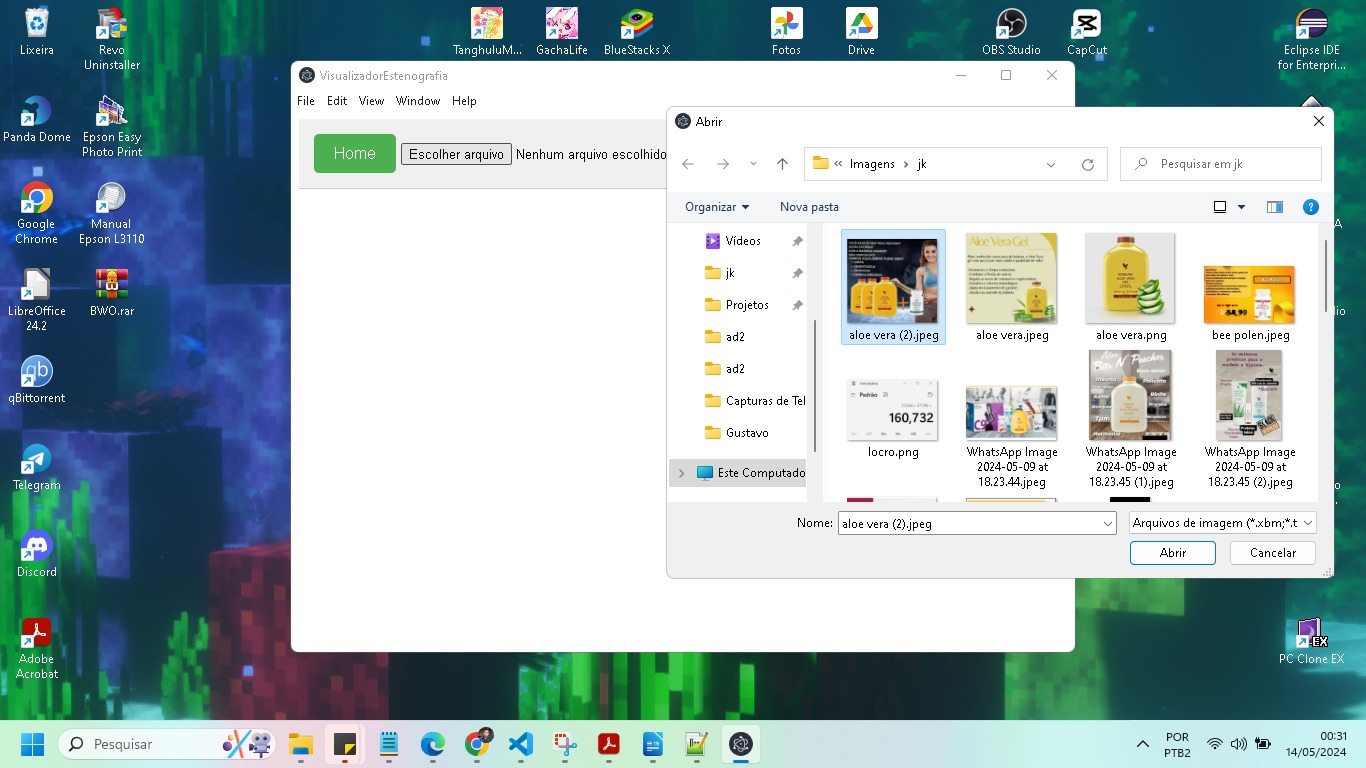 Lixeira
Revo
Uninstaller
TanghuluM...
GachaLife
BlueStacks X
Fotos
Drive
OBS Studio
CapCut
Eclipse IDE
for Enterpri...
Panda Dome
Epson Easy
Photo Print
Google
Chrome
Manual
Epson L3110
LibreOffice
24.2
BWO.rar
qBittorrent
Telegram
Discord
Adobe
Acrobat
PC Clone EX
VisualizadorEstenografia
File Edit View Window Help
Home
Escolher arquivo Nenhum arquivo escolhido
Abrir
« Imagens › jk
Pesquisar em jk
Organizar
Nova pasta
Vídeos
jk
Projetos
ad2
ad2
Capturas de Tel
Gustavo
Este Computado
aloe vera (2).jpeg
Aloe Vera Gel
aloe vera.jpeg
aloe vera.png
bee polen.jpeg
Padrão
160,732
locro.png
WhatsApp Image
2024-05-09 at
18.23.44.jpeg
WhatsApp Image
2024-05-09 at
18.23.45 (1).jpeg
WhatsApp Image
2024-05-09 at
18.23.45 (2).jpeg
Nome: aloe vera (2).jpeg
Arquivos de imagem (*.xbm;*.t
Abrir
Cancelar
Pesquisar
POR
PTB2
00:31
14/05/2024